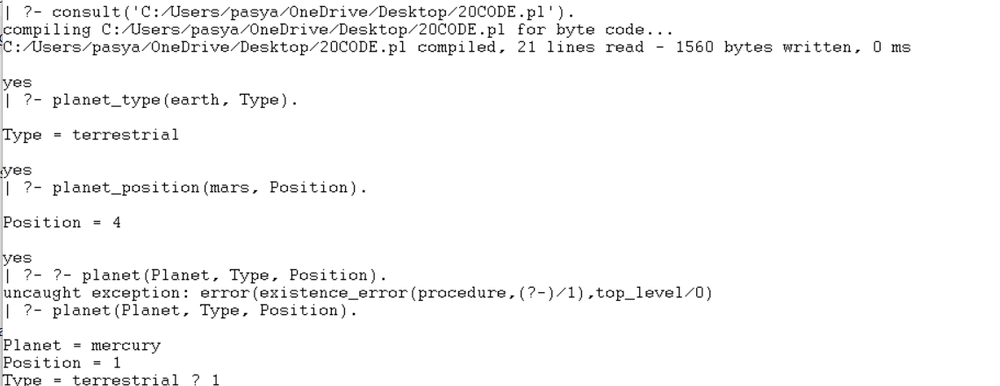 | ?- consult('C:/Users/pasya/OneDrive/Desktop/20CODE.pl').
compiling C:/Users/pasya/OneDrive/Desktop/20CODE.pl for byte code...
C:/Users/pasya/OneDrive/Desktop/20CODE.pl compiled, 21 lines read - 1560 bytes written, 0 ms
yes
| ?- planet_type(earth, Type).
Type = terrestrial
yes
| ?- planet_position(mars, Position).
Position = 4
yes
| ?- ?- planet(Planet, Type, Position).
uncaught exception: error(existence_error(procedure,(?-)/1),top_level/0)
| ?- planet(Planet, Type, Position).
Planet = mercury
Position = 1
Type = terrestrial ? 1